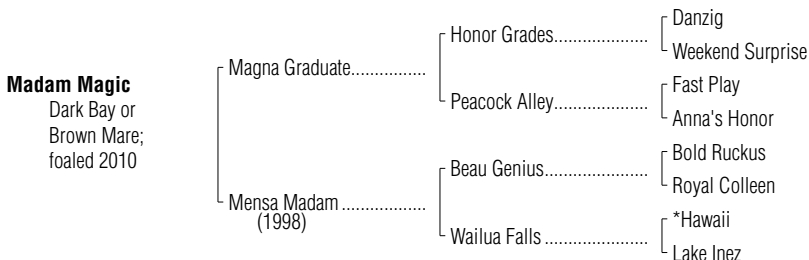 Madam Magic
Dark Bay or
Brown Mare;
foaled 2010
Magna Graduate................
Mensa Madam ..................
(1998)
Honor Grades....................
Peacock Alley....................
Beau Genius......................
Wailua Falls ......................
Danzig
Weekend Surprise
Fast Play
Anna's Honor
Bold Ruckus
Royal Colleen
*Hawaii
Lake Inez